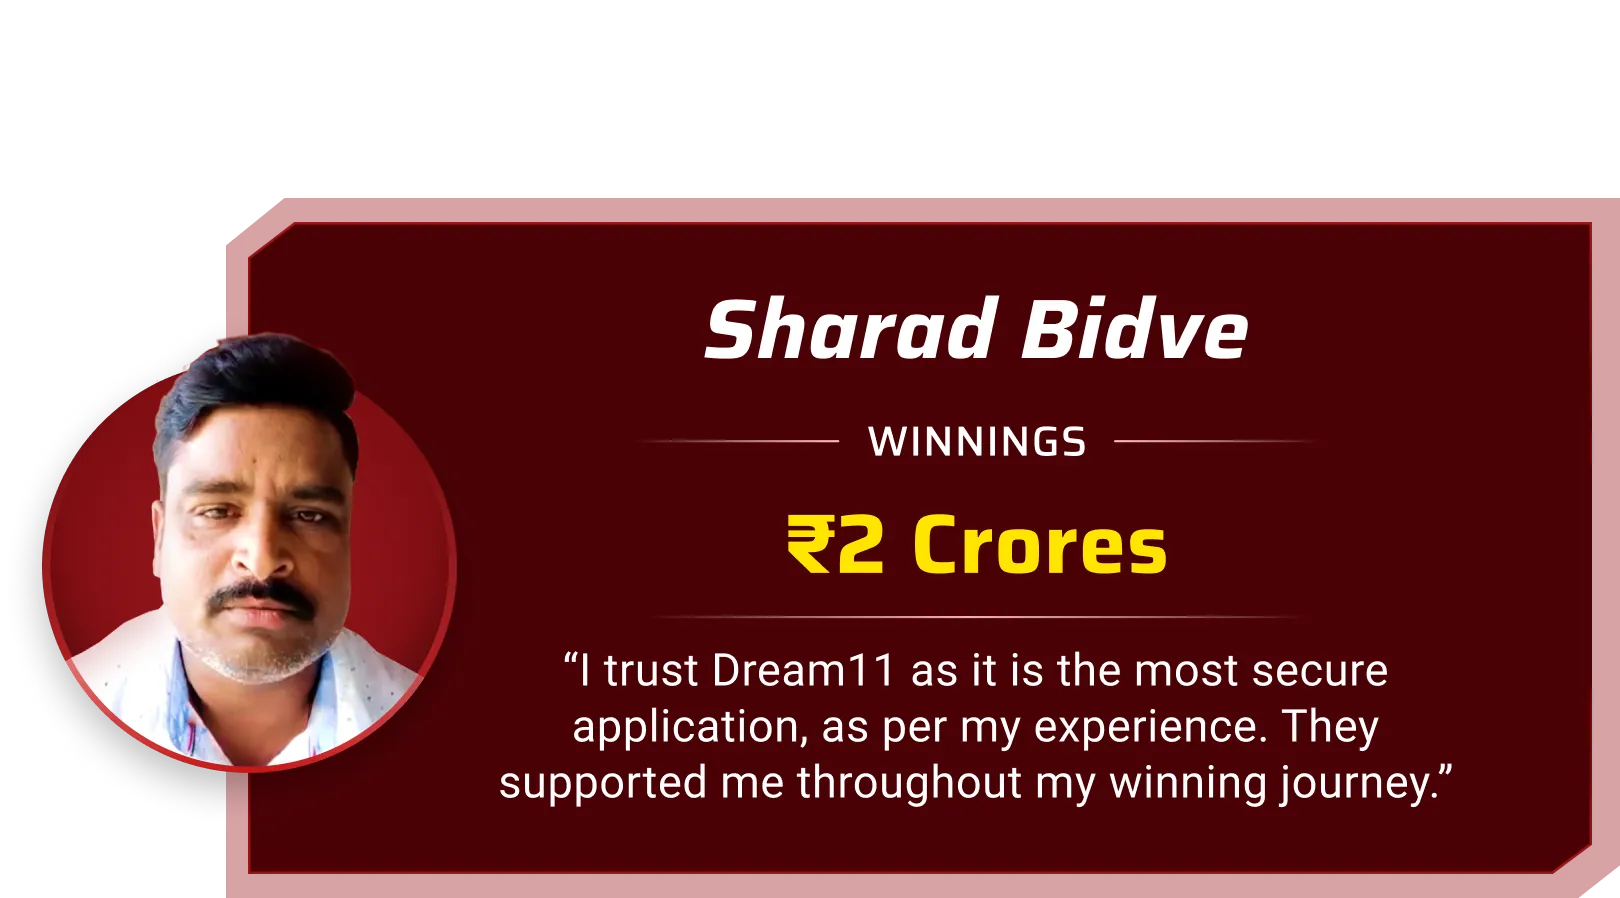 Sharad Bidve
WINNINGS
₹2 Crores
“I trust Dream11 as it is the most secure
application, as per my experience. They
supported me throughout my winning journey.”